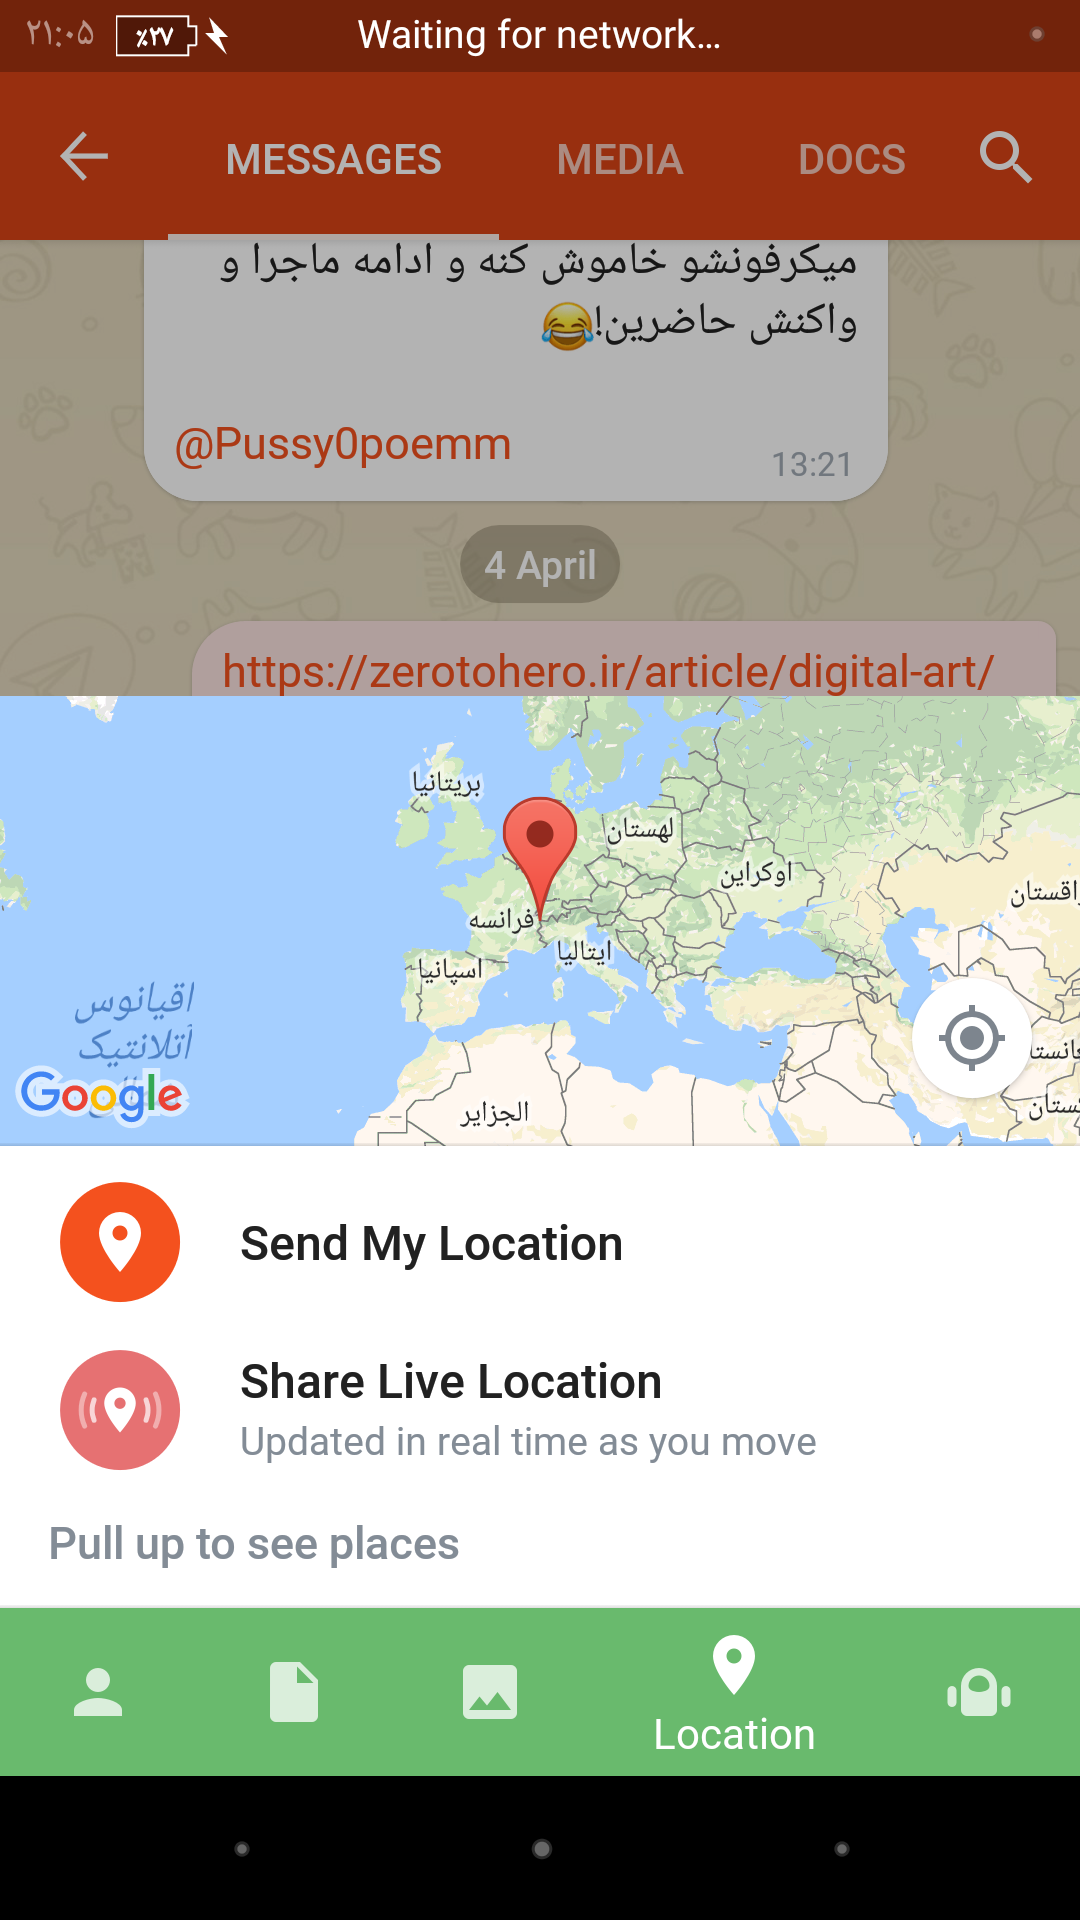 ۲۱:۰۵
٪۲۷
Waiting for network...
MESSAGES MEDIA DOCS
میکرفونشو خاموش کنه و ادامه ماجرا و
واکنش حاضرین!😂
@Pussy0poemm
13:21
4 April
https://zerotohero.ir/article/digital-art/
بریتانیا
لهستان
اوکراین
فرانسه
ایتالیا
اسپانیا
اقیانوس
آتلانتیک
Google
الجزایر
Send My Location
Share Live Location
Updated in real time as you move
Pull up to see places
Location